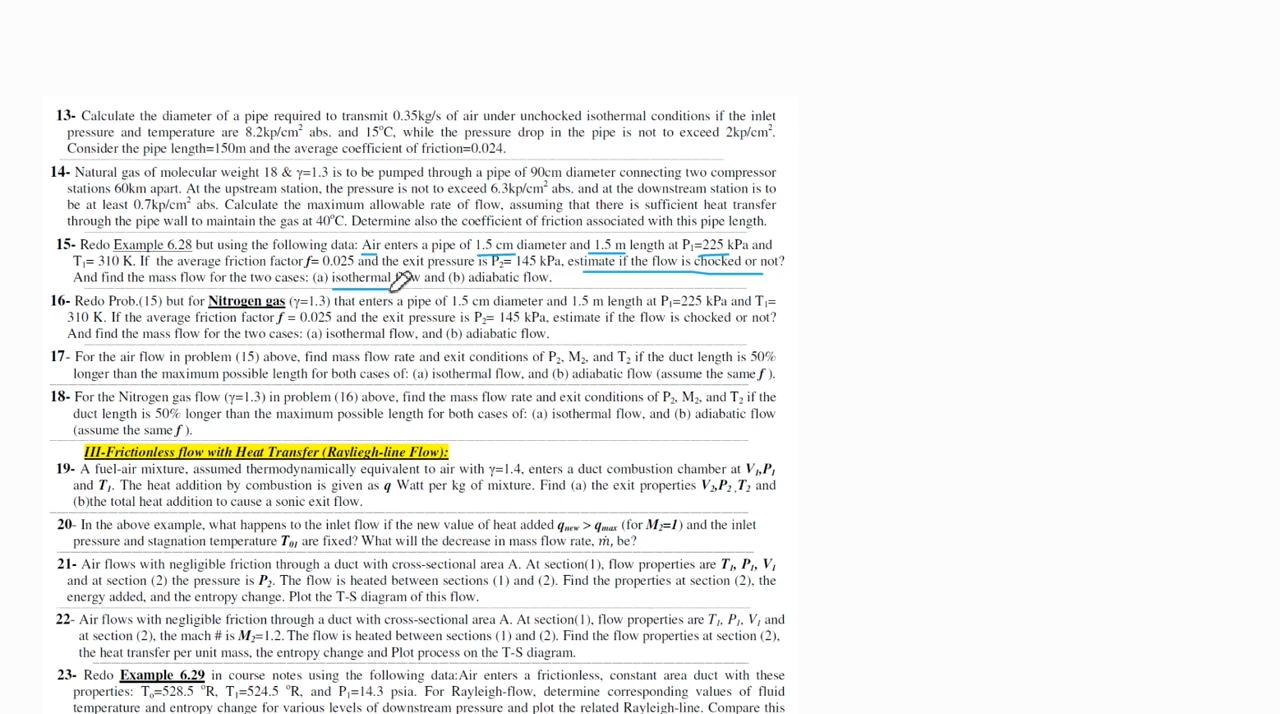 13- Calculate the diameter of a pipe required to transmit 0.35kg/s of air under unchocked isothermal conditions if the inlet
pressure and temperature are 8.2kp/cm² abs. and 15°C, while the pressure drop in the pipe is not to exceed 2kp/cm².
Consider the pipe length=150m and the average coefficient of friction=0.024.
14- Natural gas of molecular weight 18 & γ=1.3 is to be pumped through a pipe of 90cm diameter connecting two compressor
stations 60km apart. At the upstream station, the pressure is not to exceed 6.3kp/cm² abs. and at the downstream station is to
be at least 0.7kp/cm² abs. Calculate the maximum allowable rate of flow, assuming that there is sufficient heat transfer
through the pipe wall to maintain the gas at 40°C. Determine also the coefficient of friction associated with this pipe length.
15- Redo Example 6.28 but using the following data: Air enters a pipe of 1.5 cm diameter and 1.5 m length at P₁=225 kPa and
T₁= 310 K. If the average friction factor f= 0.025 and the exit pressure is P₂= 145 kPa, estimate if the flow is chocked or not?
And find the mass flow for the two cases: (a) isothermal w and (b) adiabatic flow.
16- Redo Prob.(15) but for Nitrogen gas (γ=1.3) that enters a pipe of 1.5 cm diameter and 1.5 m length at P₁=225 kPa and T₁=
310 K. If the average friction factor f = 0.025 and the exit pressure is P₂= 145 kPa, estimate if the flow is chocked or not?
And find the mass flow for the two cases: (a) isothermal flow, and (b) adiabatic flow.
17- For the air flow in problem (15) above, find mass flow rate and exit conditions of P₂, M₂, and T₂ if the duct length is 50%
longer than the maximum possible length for both cases of: (a) isothermal flow, and (b) adiabatic flow (assume the same f ).
18- For the Nitrogen gas flow (γ=1.3) in problem (16) above, find the mass flow rate and exit conditions of P₂, M₂, and T₂ if the
duct length is 50% longer than the maximum possible length for both cases of: (a) isothermal flow, and (b) adiabatic flow
(assume the same f ).
III-Frictionless flow with Heat Transfer (Rayliegh-line Flow):
19- A fuel-air mixture, assumed thermodynamically equivalent to air with γ=1.4, enters a duct combustion chamber at V₁,P₁
and T₁. The heat addition by combustion is given as q Watt per kg of mixture. Find (a) the exit properties V₂,P₂ ,T₂ and
(b)the total heat addition to cause a sonic exit flow.
20- In the above example, what happens to the inlet flow if the new value of heat added qnew > qmax (for M₂=1) and the inlet
pressure and stagnation temperature T₀₁ are fixed? What will the decrease in mass flow rate, ṁ, be?
21- Air flows with negligible friction through a duct with cross-sectional area A. At section(1), flow properties are T₁, P₁, V₁
and at section (2) the pressure is P₂. The flow is heated between sections (1) and (2). Find the properties at section (2), the
energy added, and the entropy change. Plot the T-S diagram of this flow.
22- Air flows with negligible friction through a duct with cross-sectional area A. At section(1), flow properties are T₁, P₁, V₁ and
at section (2), the mach # is M₂=1.2. The flow is heated between sections (1) and (2). Find the flow properties at section (2),
the heat transfer per unit mass, the entropy change and Plot process on the T-S diagram.
23- Redo Example 6.29 in course notes using the following data:Air enters a frictionless, constant area duct with these
properties: T₀=528.5 °R, T₁=524.5 °R, and P₁=14.3 psia. For Rayleigh-flow, determine corresponding values of fluid
temperature and entropy change for various levels of downstream pressure and plot the related Rayleigh-line. Compare this